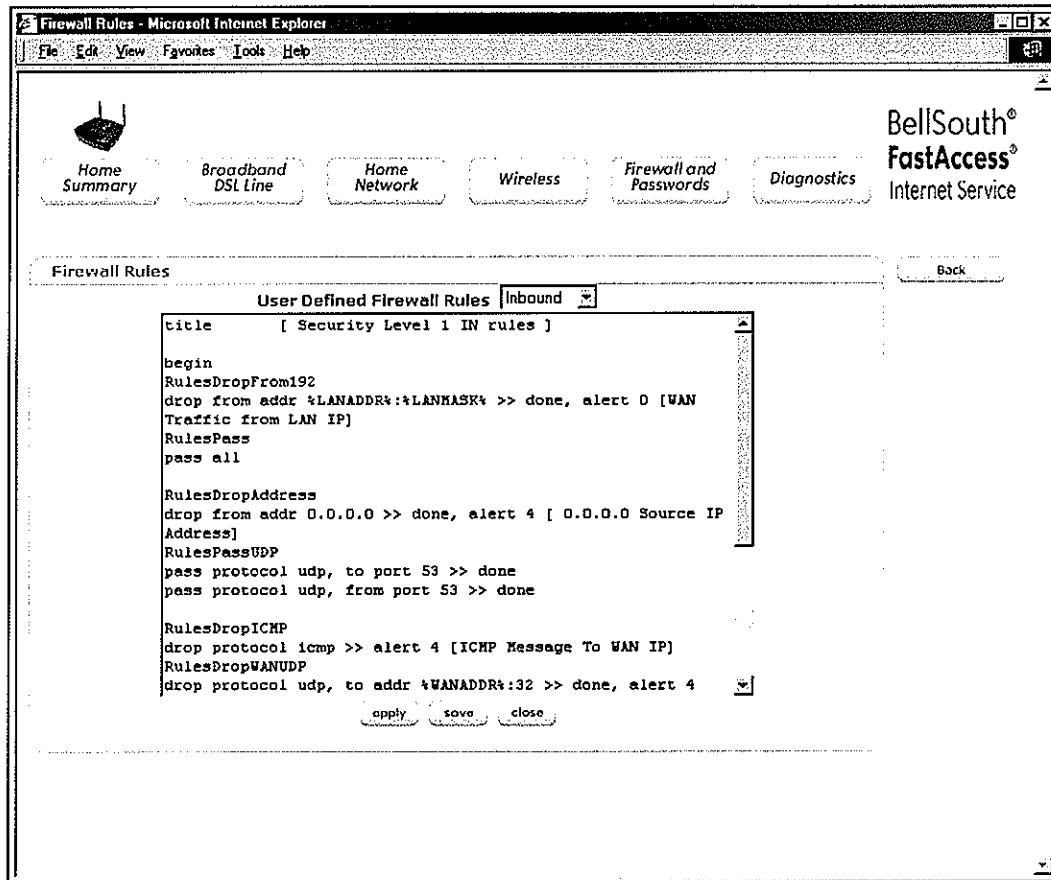 Firewall Rules - Microsoft Internet Explorer
File Edit View Favorites Tools Help
BellSouth®
FastAccess®
Internet Service
Home
Summary
Broadband
DSL Line
Home
Network
Wireless
Firewall and
Passwords
Diagnostics
Firewall Rules
Back
User Defined Firewall Rules Inbound
title [ Security Level 1 IN rules ]
begin
RulesDropFrom192
drop from addr %LANADDR%:%LANMASK% >> done, alert 0 [WAN
Traffic from LAN IP]
RulesPass
pass all
RulesDropAddress
drop from addr 0.0.0.0 >> done, alert 4 [ 0.0.0.0 Source IP
Address]
RulesPassUDP
pass protocol udp, to port 53 >> done
pass protocol udp, from port 53 >> done
RulesDropICMP
drop protocol icmp >> alert 4 [ICMP Message To WAN IP]
RulesDropWANUDP
drop protocol udp, to addr %WANADDR%:32 >> done, alert 4
apply save close